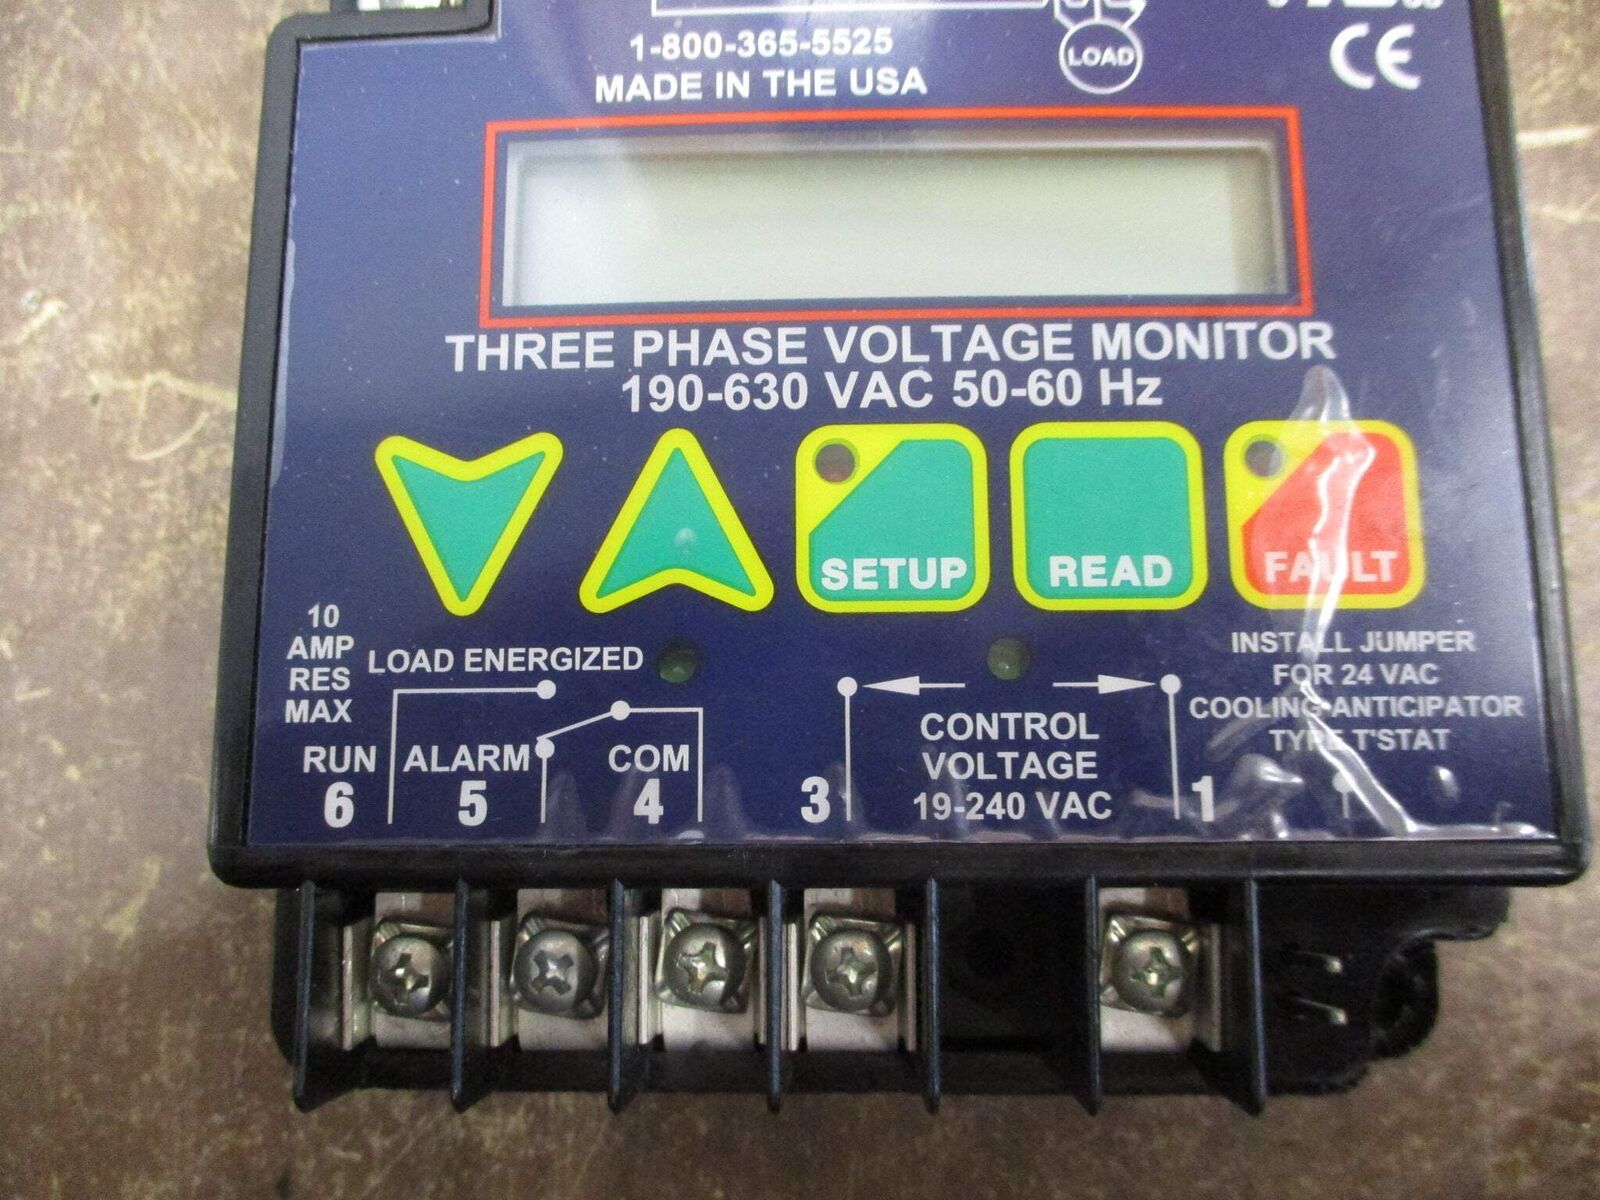 1-800-365-5525
MADE IN THE USA
LOAD
CE
THREE PHASE VOLTAGE MONITOR
190-630 VAC 50-60 Hz
SETUP
READ
FAULT
10
AMP
RES
MAX
LOAD ENERGIZED
RUN
6
ALARM
5
COM
4
3
CONTROL
VOLTAGE
19-240 VAC
1
INSTALL JUMPER
FOR 24 VAC
COOLING ANTICIPATOR
TYPE T'STAT